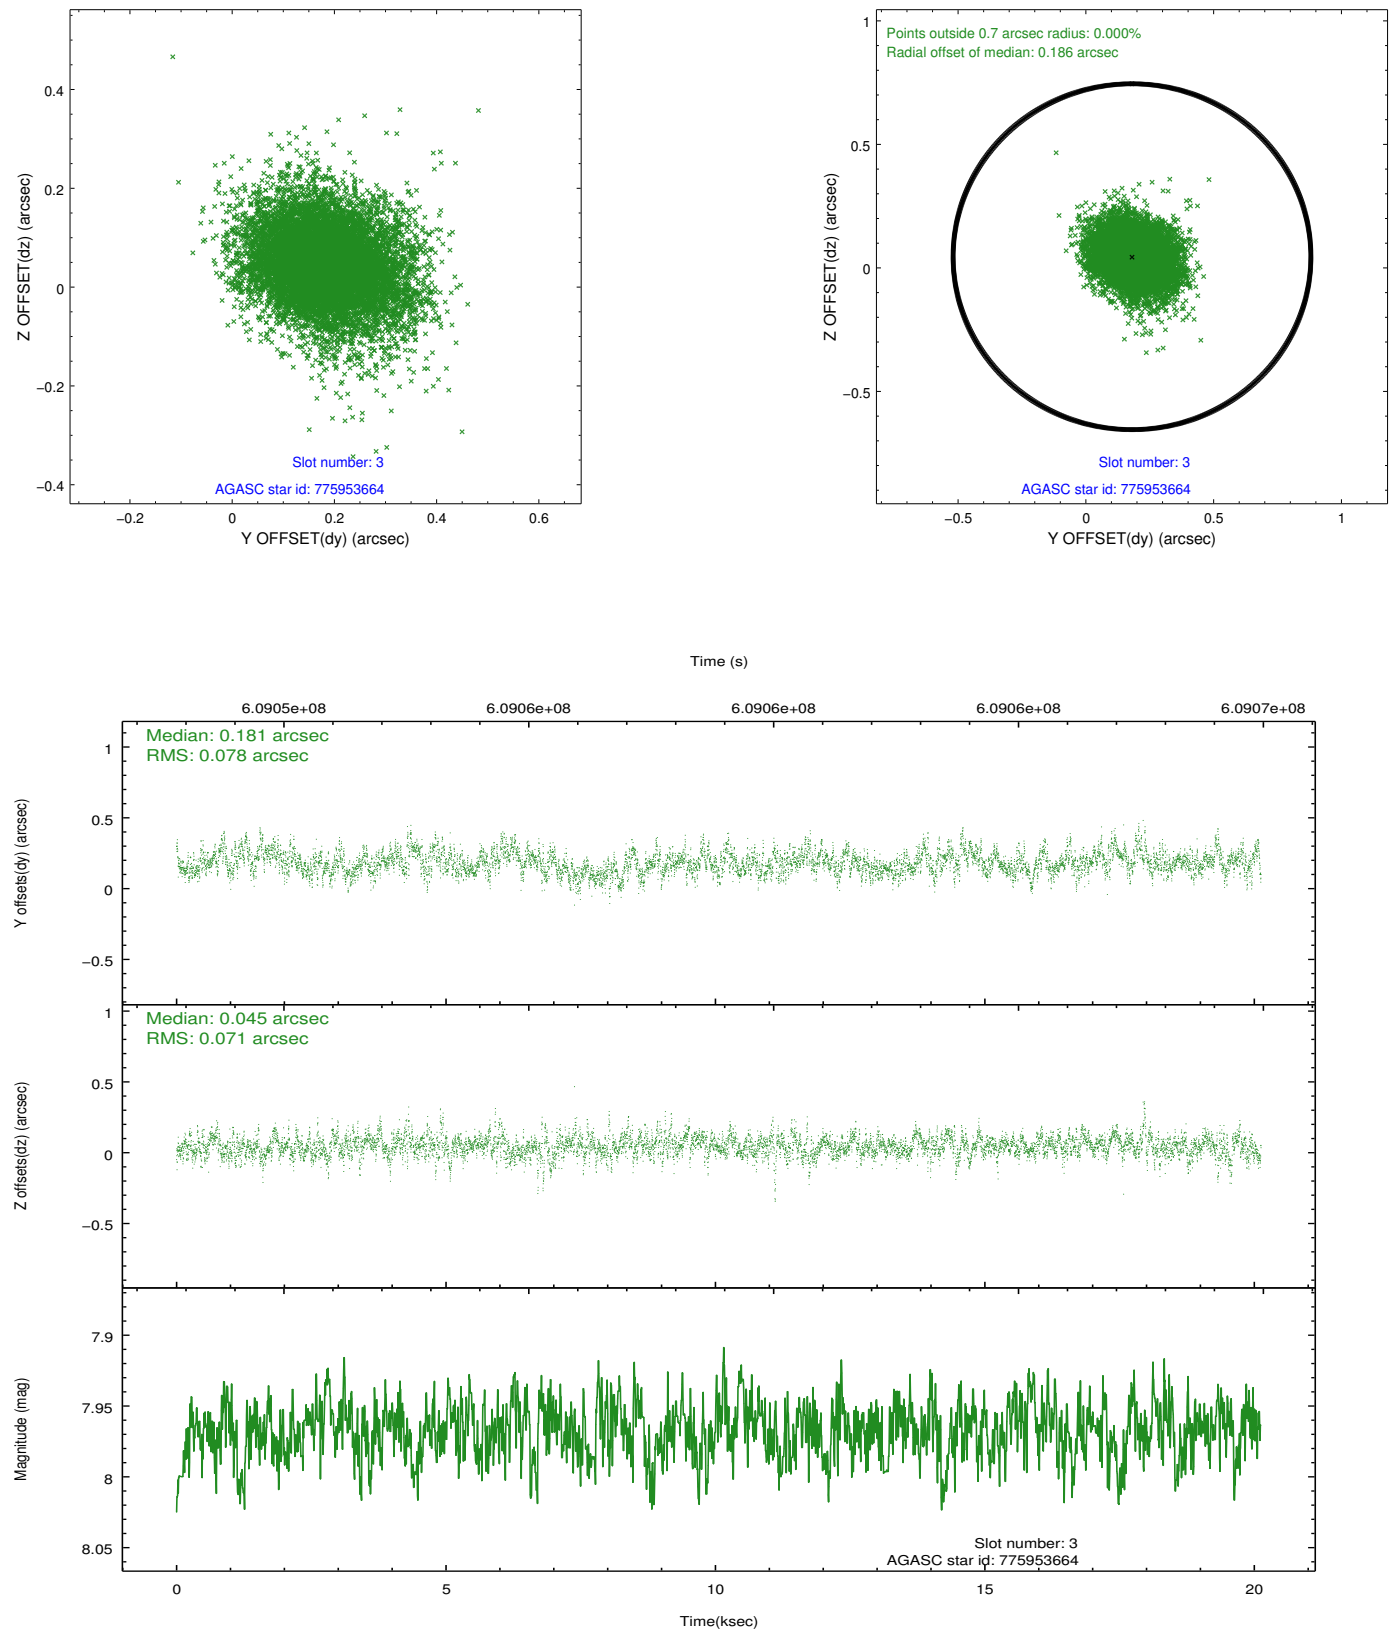 0.4
0.2
0
−0.2
−0.4
Z OFFSET(dz) (arcsec)
Slot number: 3
AGASC star id: 775953664
−0.2 0 0.2 0.4 0.6
Y OFFSET(dy) (arcsec)
Points outside 0.7 arcsec radius: 0.000%
Radial offset of median: 0.186 arcsec
1
0.5
0
−0.5
Z OFFSET(dz) (arcsec)
Slot number: 3
AGASC star id: 775953664
−0.5 0 0.5 1
Y OFFSET(dy) (arcsec)
Time (s)
6.0905e+08 6.0906e+08 6.0906e+08 6.0906e+08 6.0907e+08
Median: 0.181 arcsec
RMS: 0.078 arcsec
1
0.5
0
−0.5
Y offsets(dy) (arcsec)
Median: 0.045 arcsec
RMS: 0.071 arcsec
1
0.5
0
−0.5
Z offsets(dz) (arcsec)
7.9
7.95
8
8.05
Magnitude (mag)
Slot number: 3
AGASC star id: 775953664
0 5 10 15 20
Time(ksec)